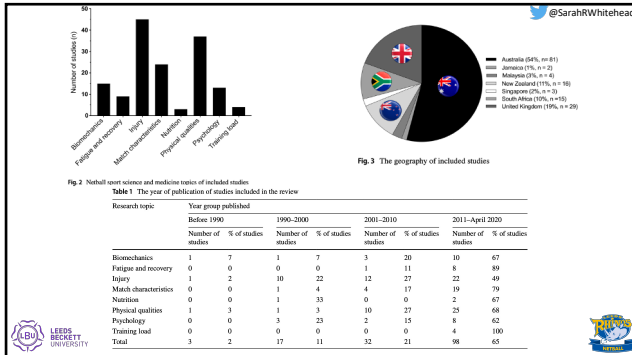 @SarahRWhitehead
50
40
30
20
10
0
Number of studies (n)
Biomechanics
Fatigue and recovery
Injury
Match characteristics
Nutrition
Physical qualities
Psychology
Training load
Fig. 2 Netball sport science and medicine topics of included studies
Australia (54%, n= 81)
Jamaica (1%, n = 2)
Malaysia (3%, n = 4)
New Zealand (11%, n = 16)
Singapore (2%, n = 3)
South Africa (10%, n =15)
United Kingdom (19%, n = 29)
Fig. 3 The geography of included studies
Table 1 The year of publication of studies included in the review
Research topic Year group published
Before 1990 1990–2000 2001–2010 2011–April 2020
Number of studies % of studies Number of studies % of studies Number of studies % of studies Number of studies % of studies
Biomechanics 1 7 1 7 3 20 10 67
Fatigue and recovery 0 0 0 0 1 11 8 89
Injury 1 2 10 22 12 27 22 49
Match characteristics 0 0 1 4 4 17 19 79
Nutrition 0 0 1 33 0 0 2 67
Physical qualities 1 3 1 3 10 27 25 68
Psychology 0 0 3 23 2 15 8 62
Training load 0 0 0 0 0 0 4 100
Total 3 2 17 11 32 21 98 65
LBU
LEEDS
BECKETT
UNIVERSITY
NETBALL